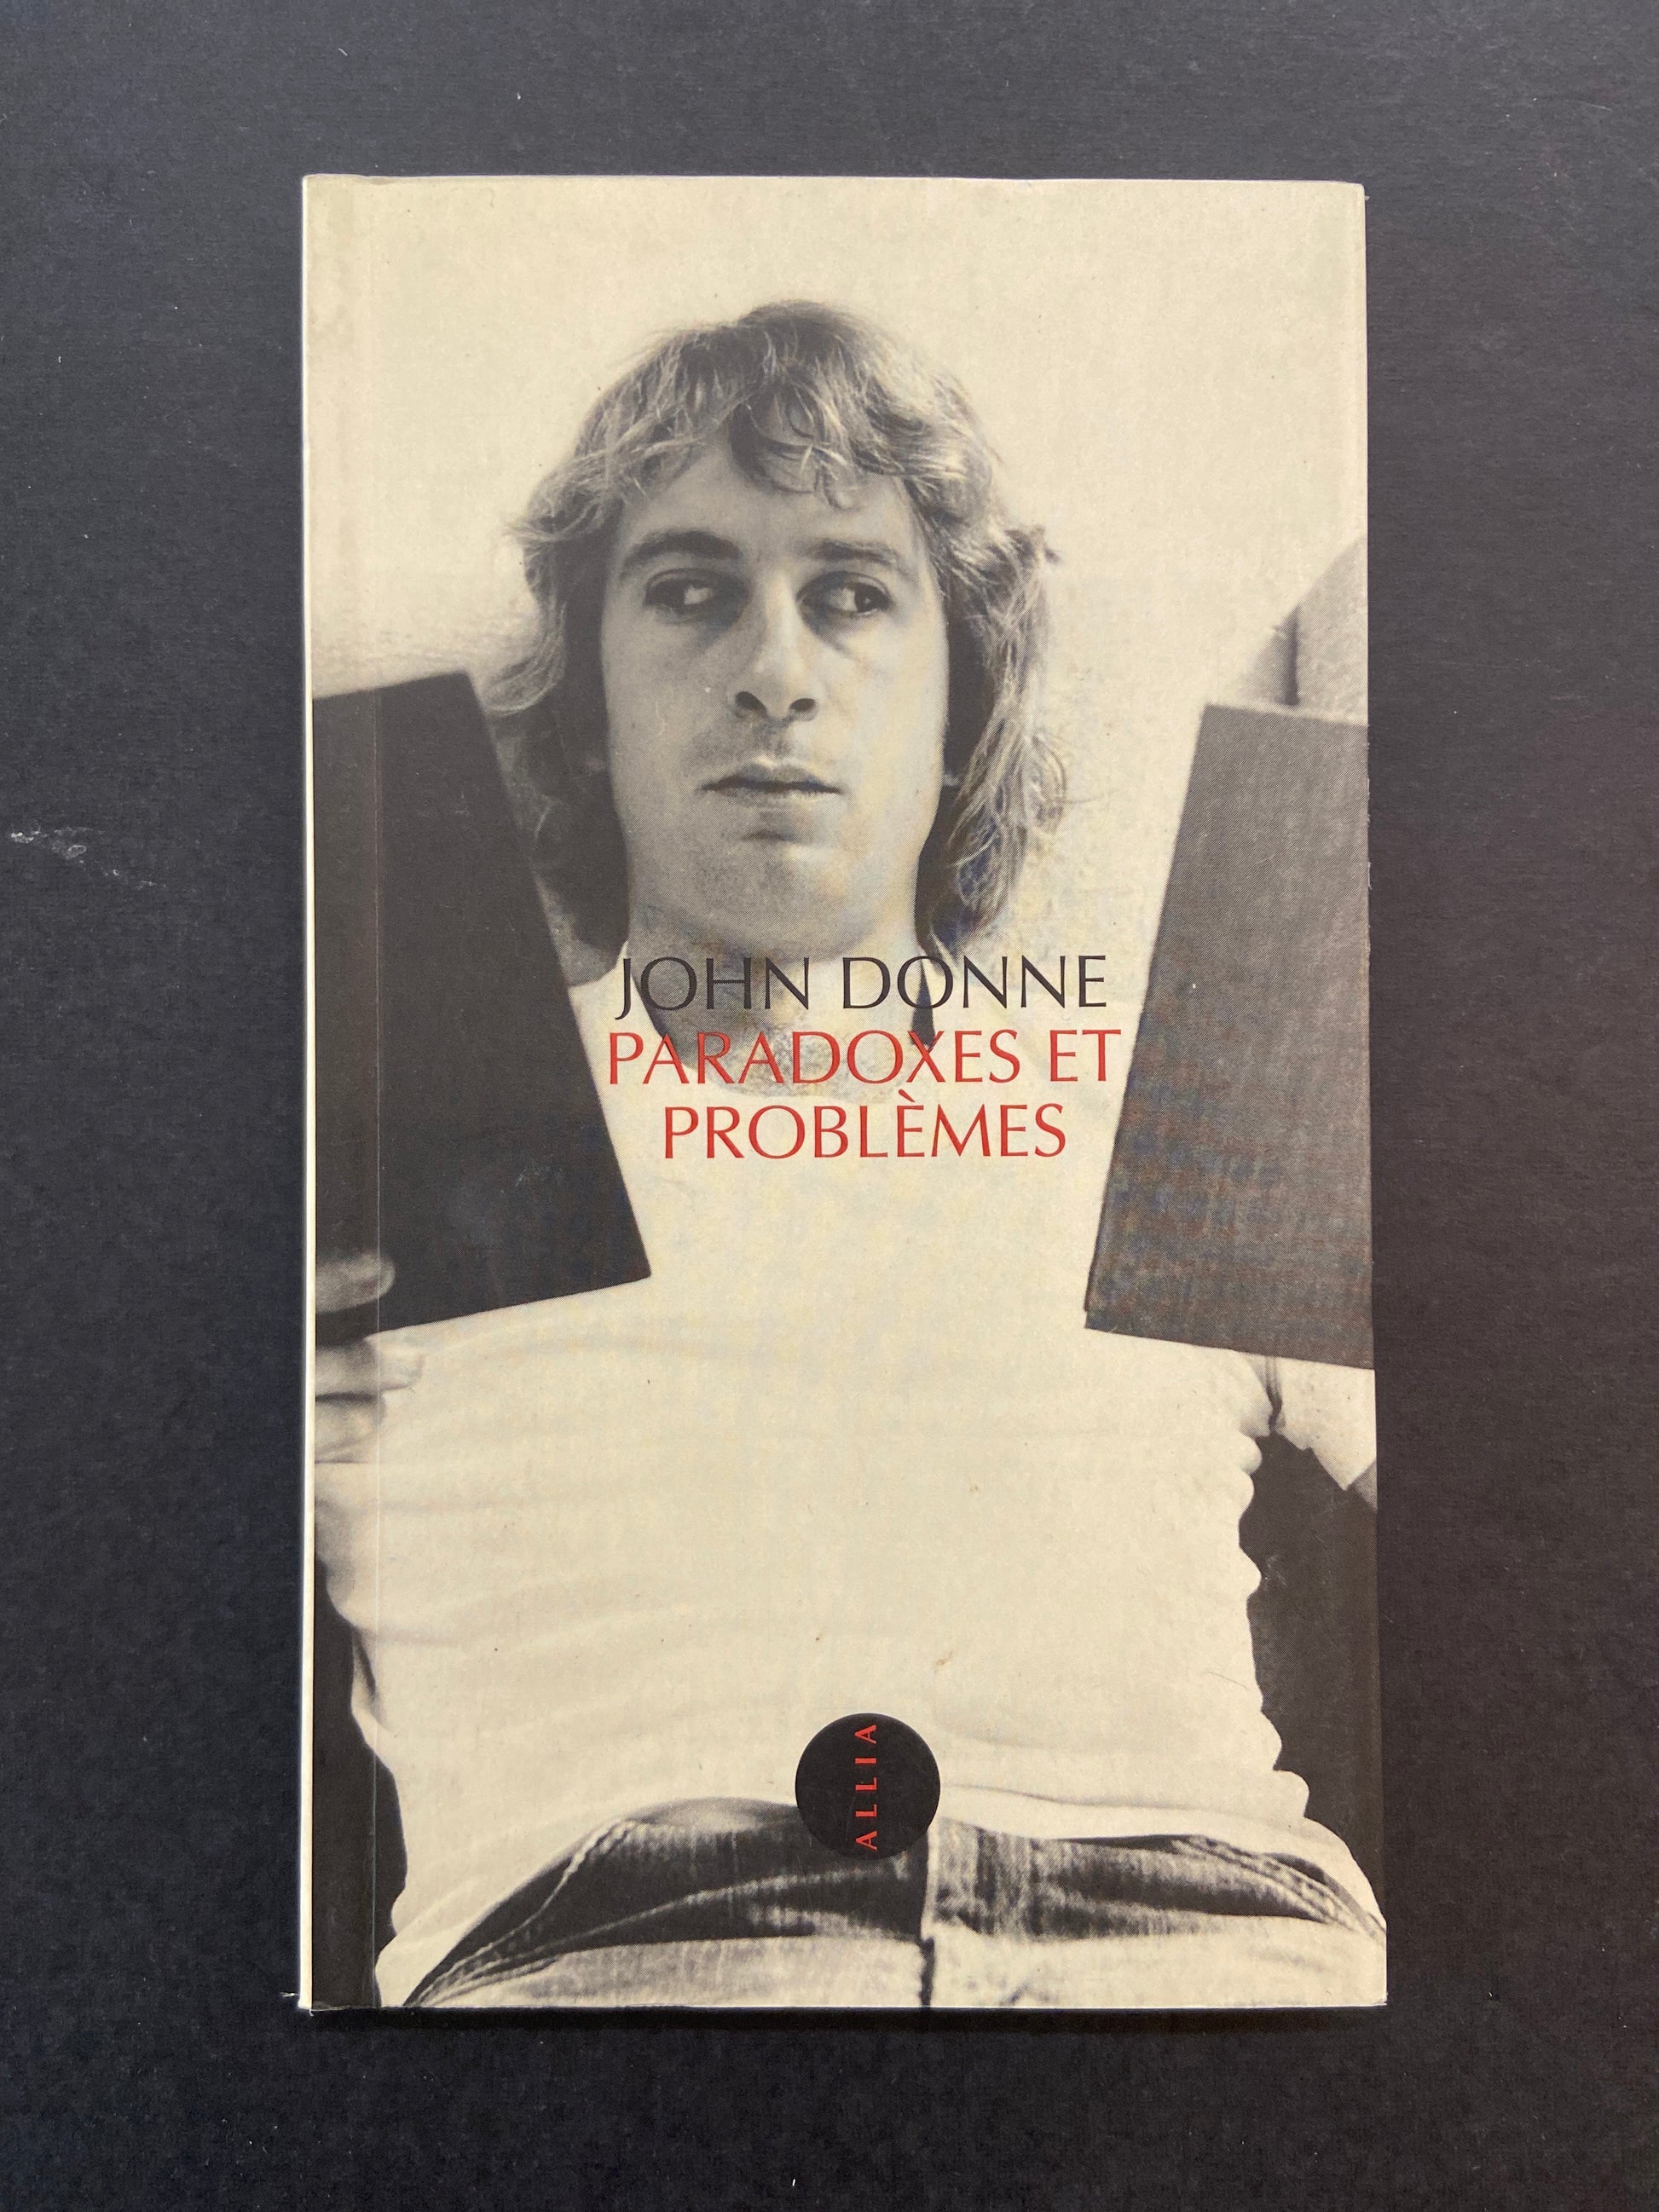 JOHN DONNE
PARADOXES ET
PROBLÈMES
ALLIA